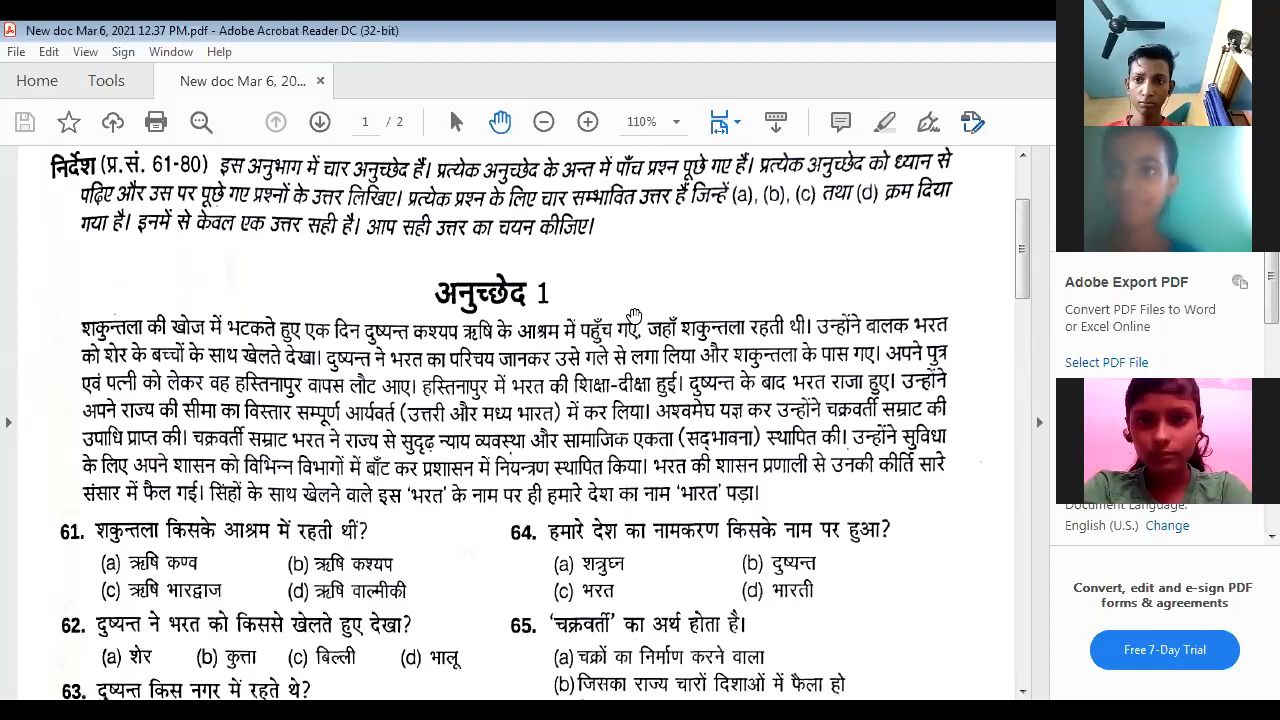 New doc Mar 6, 2021 12.37 PM.pdf - Adobe Acrobat Reader DC (32-bit)
File Edit View Sign Window Help
Home Tools New doc Mar 6, 20... ×
1 / 2 110%
निर्देश (प्र.सं. 61-80) इस अनुभाग में चार अनुच्छेद हैं। प्रत्येक अनुच्छेद के अन्त में पाँच प्रश्न पूछे गए हैं। प्रत्येक अनुच्छेद को ध्यान से
पढ़िए और उस पर पूछे गए प्रश्नों के उत्तर लिखिए। प्रत्येक प्रश्न के लिए चार सम्भावित उत्तर हैं जिन्हें (a), (b), (c) तथा (d) क्रम दिया
गया है। इनमें से केवल एक उत्तर सही है। आप सही उत्तर का चयन कीजिए।
अनुच्छेद 1
शकुन्तला की खोज में भटकते हुए एक दिन दुष्यन्त कश्यप ऋषि के आश्रम में पहुँच गए, जहाँ शकुन्तला रहती थी। उन्होंने बालक भरत
को शेर के बच्चों के साथ खेलते देखा। दुष्यन्त ने भरत का परिचय जानकर उसे गले से लगा लिया और शकुन्तला के पास गए। अपने पुत्र
एवं पत्नी को लेकर वह हस्तिनापुर वापस लौट आए। हस्तिनापुर में भरत की शिक्षा-दीक्षा हुई। दुष्यन्त के बाद भरत राजा हुए। उन्होंने
अपने राज्य की सीमा का विस्तार सम्पूर्ण आर्यवर्त (उत्तरी और मध्य भारत) में कर लिया। अश्वमेघ यज्ञ कर उन्होंने चक्रवर्ती सम्राट की
उपाधि प्राप्त की। चक्रवर्ती सम्राट भरत ने राज्य से सुदृढ़ न्याय व्यवस्था और सामाजिक एकता (सद्भावना) स्थापित की। उन्होंने सुविधा
के लिए अपने शासन को विभिन्न विभागों में बाँट कर प्रशासन में नियन्त्रण स्थापित किया। भरत की शासन प्रणाली से उनकी कीर्ति सारे
संसार में फैल गई। सिंहों के साथ खेलने वाले इस 'भरत' के नाम पर ही हमारे देश का नाम 'भारत' पड़ा।
61. शकुन्तला किसके आश्रम में रहती थीं?
(a) ऋषि कण्व (b) ऋषि कश्यप
(c) ऋषि भारद्वाज (d) ऋषि वाल्मीकी
62. दुष्यन्त ने भरत को किससे खेलते हुए देखा?
(a) शेर (b) कुत्ता (c) बिल्ली (d) भालू
63. दुष्यन्त किस नगर में रहते थे?
64. हमारे देश का नामकरण किसके नाम पर हुआ?
(a) शत्रुघ्न (b) दुष्यन्त
(c) भरत (d) भारती
65. 'चक्रवर्ती' का अर्थ होता है।
(a) चक्रों का निर्माण करने वाला
(b) जिसका राज्य चारों दिशाओं में फैला हो
Adobe Export PDF
Convert PDF Files to Word
or Excel Online
Select PDF File
Document Language:
English (U.S.) Change
Convert, edit and e-sign PDF
forms & agreements
Free 7-Day Trial